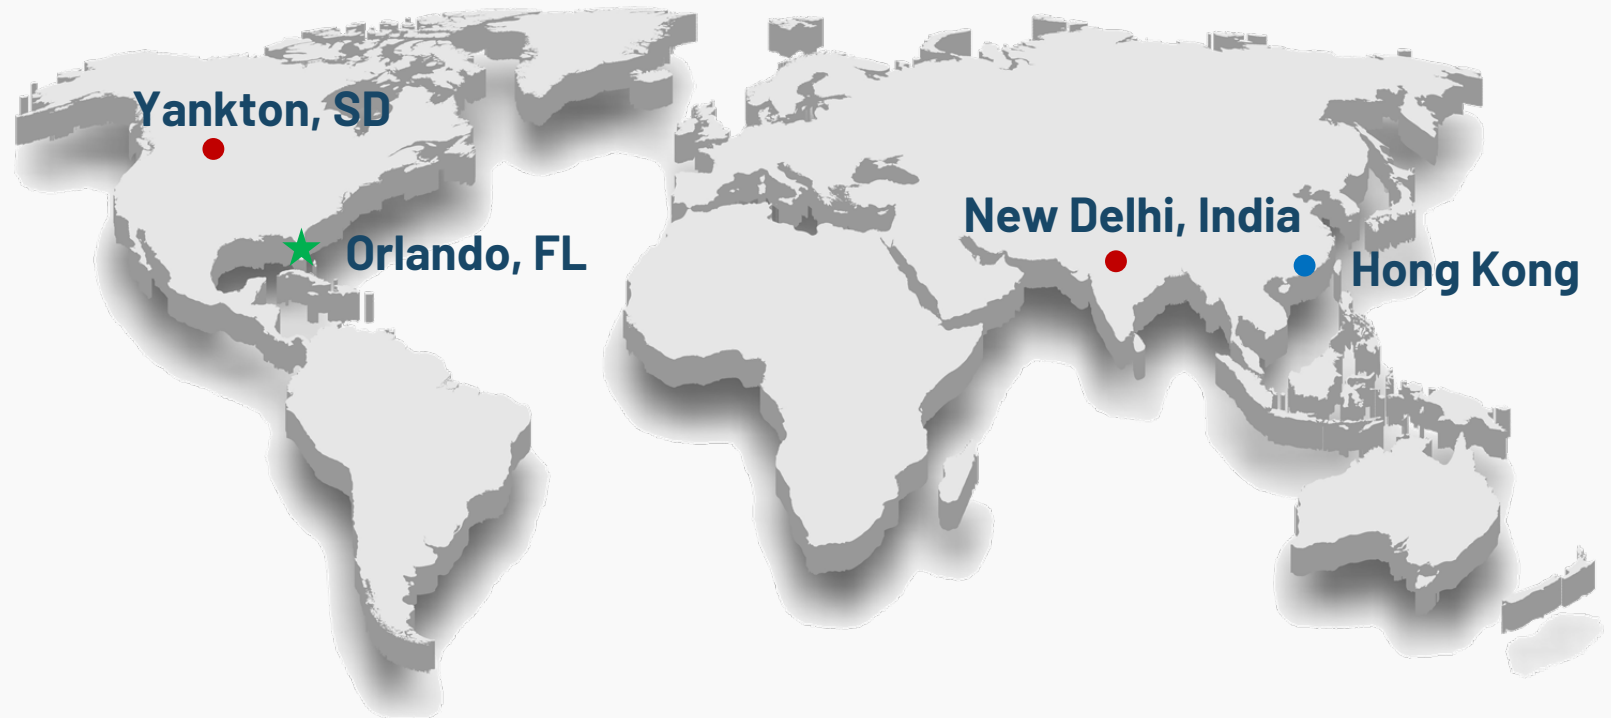 Yankton, SD
New Delhi, India
Orlando, FL
Hong Kong